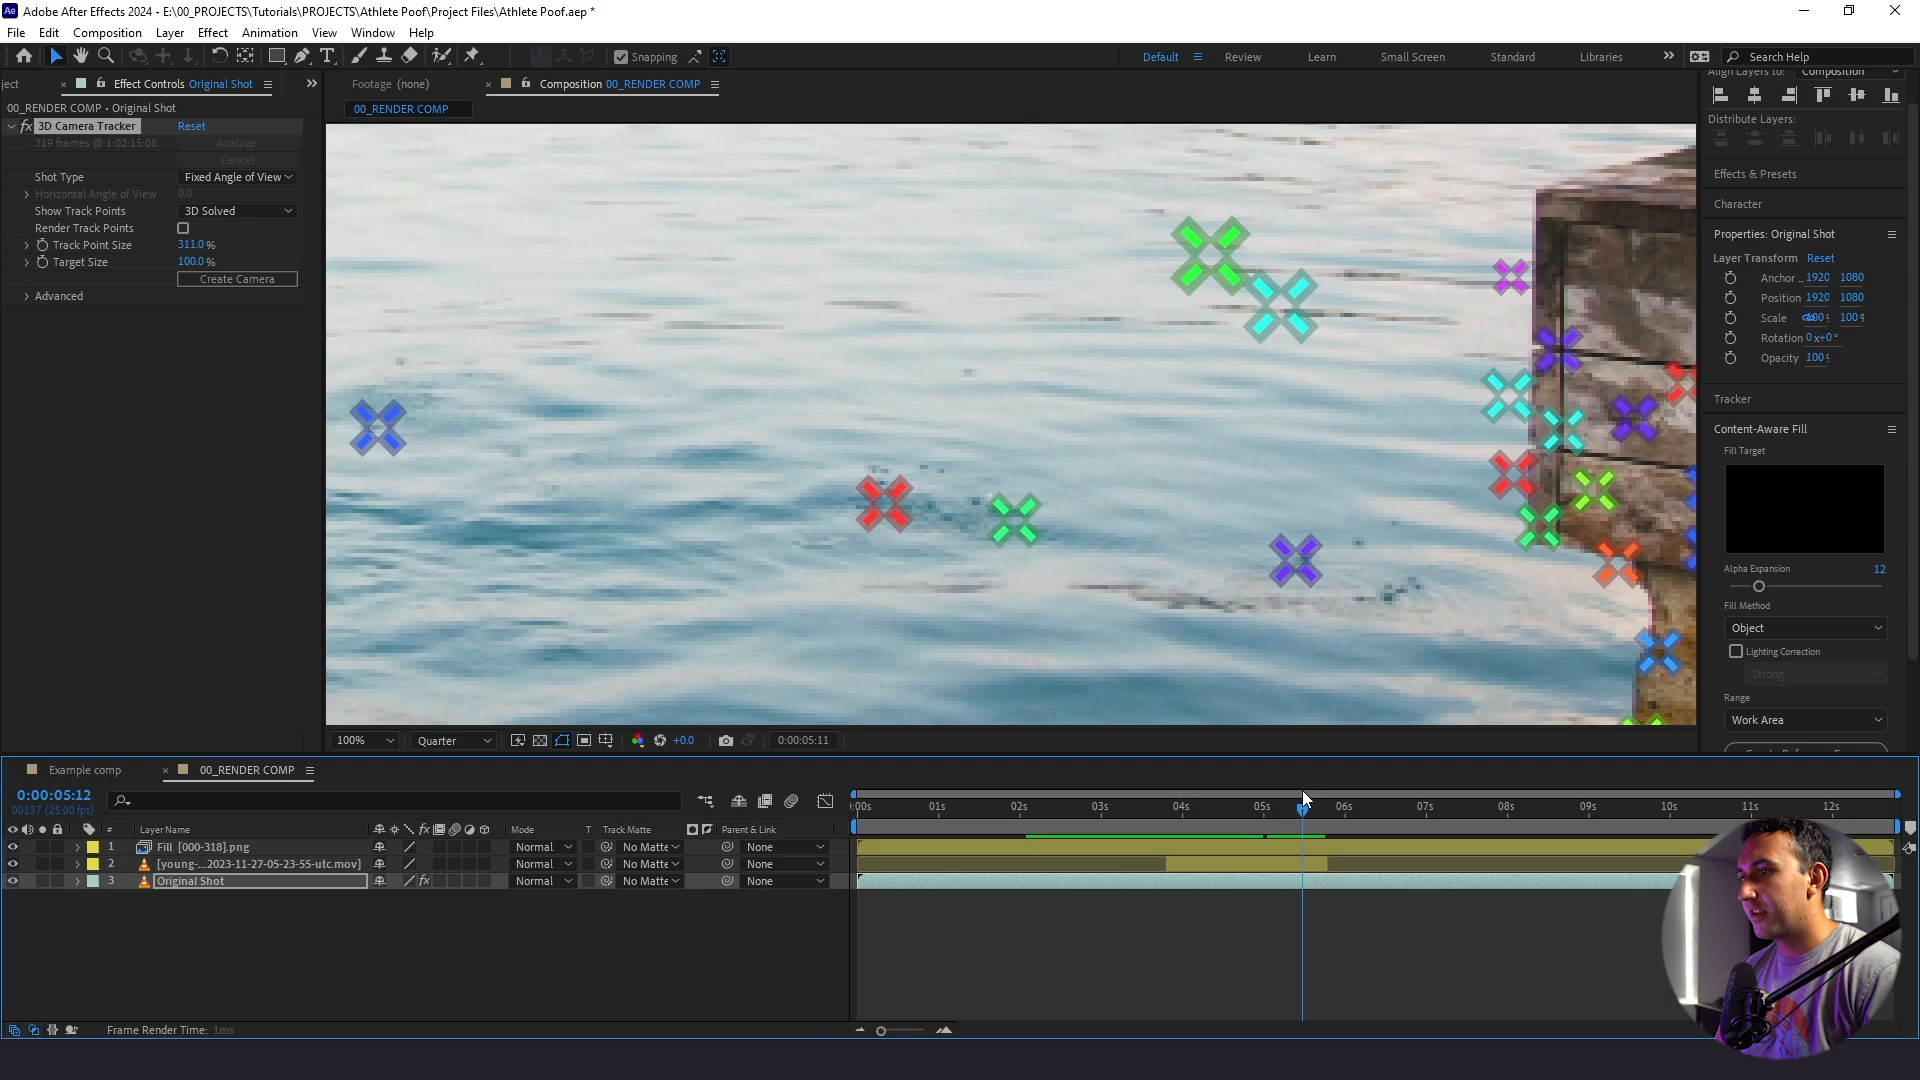 Adobe After Effects 2024 - E:\00_PROJECTS\Tutorials\PROJECTS\Athlete Poof\Project Files\Athlete Poof.aep *
File Edit Composition Layer Effect Animation View Window Help
Snapping
Default Review Learn Small Screen Standard Libraries
Search Help
ject Effect Controls Original Shot
00_RENDER COMP • Original Shot
fx 3D Camera Tracker Reset
319 frames @ 1:02:15:08 Analyze
Cancel
Shot Type Fixed Angle of View
Horizontal Angle of View 0.0
Show Track Points 3D Solved
Render Track Points
Track Point Size 311.0 %
Target Size 100.0 %
Create Camera
Advanced
Footage (none)
Composition 00_RENDER COMP
00_RENDER COMP
100% Quarter +0.0 0:00:05:11
Align Layers to: Composition
Distribute Layers:
Effects & Presets
Character
Properties: Original Shot
Layer Transform Reset
Anchor ... 1920 1080
Position 1920 1080
Scale 100 100
Rotation 0x+0°
Opacity 100
Tracker
Content-Aware Fill
Fill Target
Alpha Expansion 12
Fill Method
Object
Lighting Correction
Strong
Range
Work Area
Example comp
00_RENDER COMP
0:00:05:12
00137 (25.00 fps)
# Layer Name fx Mode T Track Matte Parent & Link
1 Fill [000-318].png Normal No Matte None
2 [young-...2023-11-27-05-23-55-utc.mov] Normal No Matte None
3 Original Shot fx Normal No Matte None
:00s 01s 02s 03s 04s 05s 06s 07s 08s 09s 10s 11s 12s
Frame Render Time: 1ms